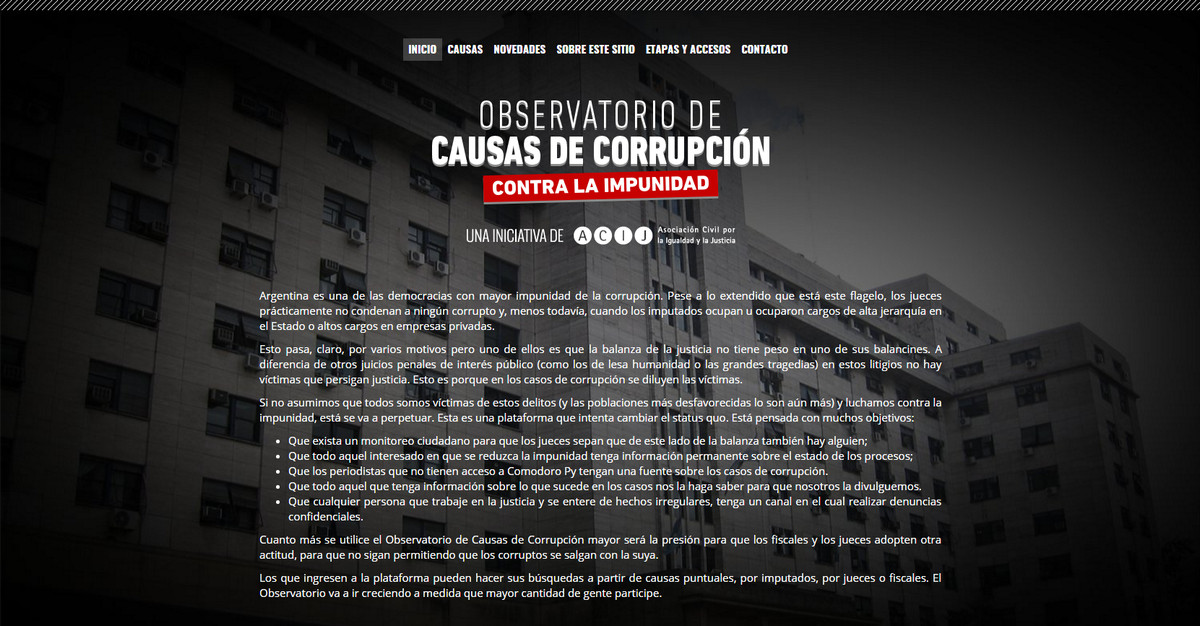 INICIO CAUSAS NOVEDADES SOBRE ESTE SITIO ETAPAS Y ACCESOS CONTACTO
OBSERVATORIO DE
CAUSAS DE CORRUPCIÓN
CONTRA LA IMPUNIDAD
UNA INICIATIVA DE ACIJ Asociación Civil por
la Igualdad y la Justicia
Argentina es una de las democracias con mayor impunidad de la corrupción. Pese a lo extendido que está este flagelo, los jueces
prácticamente no condenan a ningún corrupto y, menos todavía, cuando los imputados ocupan u ocuparon cargos de alta jerarquía en
el Estado o altos cargos en empresas privadas.
Esto pasa, claro, por varios motivos pero uno de ellos es que la balanza de la justicia no tiene peso en uno de sus balancines. A
diferencia de otros juicios penales de interés público (como los de lesa humanidad o las grandes tragedias) en estos litigios no hay
víctimas que persigan justicia. Esto es porque en los casos de corrupción se diluyen las víctimas.
Si no asumimos que todos somos víctimas de estos delitos (y las poblaciones más desfavorecidas lo son aún más) y luchamos contra la
impunidad, está se va a perpetuar. Esta es una plataforma que intenta cambiar el status quo. Está pensada con muchos objetivos:
• Que exista un monitoreo ciudadano para que los jueces sepan que de este lado de la balanza también hay alguien;
• Que todo aquel interesado en que se reduzca la impunidad tenga información permanente sobre el estado de los procesos;
• Que los periodistas que no tienen acceso a Comodoro Py tengan una fuente sobre los casos de corrupción.
• Que todo aquel que tenga información sobre lo que sucede en los casos nos la haga saber para que nosotros la divulguemos.
• Que cualquier persona que trabaje en la justicia y se entere de hechos irregulares, tenga un canal en el cual realizar denuncias
confidenciales.
Cuanto más se utilice el Observatorio de Causas de Corrupción mayor será la presión para que los fiscales y los jueces adopten otra
actitud, para que no sigan permitiendo que los corruptos se salgan con la suya.
Los que ingresen a la plataforma pueden hacer sus búsquedas a partir de causas puntuales, por imputados, por jueces o fiscales. El
Observatorio va a ir creciendo a medida que mayor cantidad de gente participe.